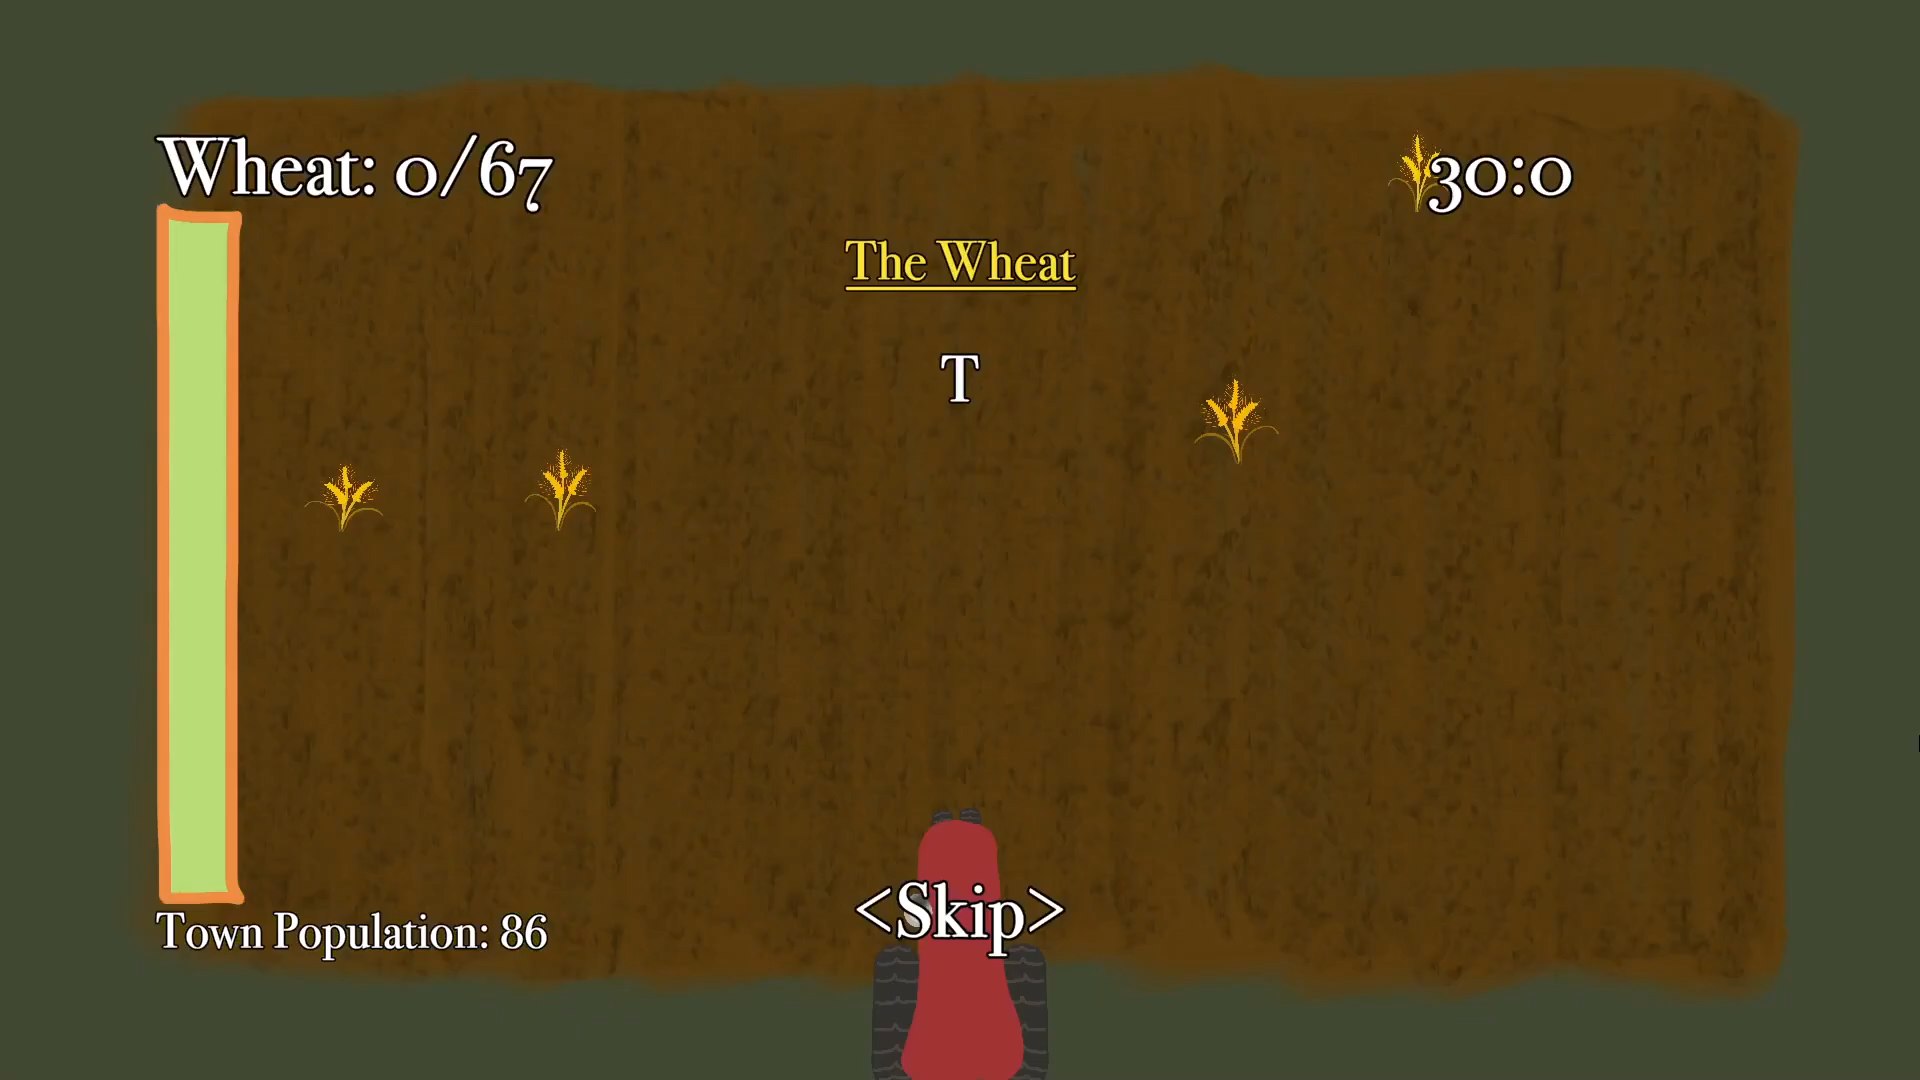 Wheat: 0/67
30:0
The Wheat
T
<Skip>
Town Population: 86